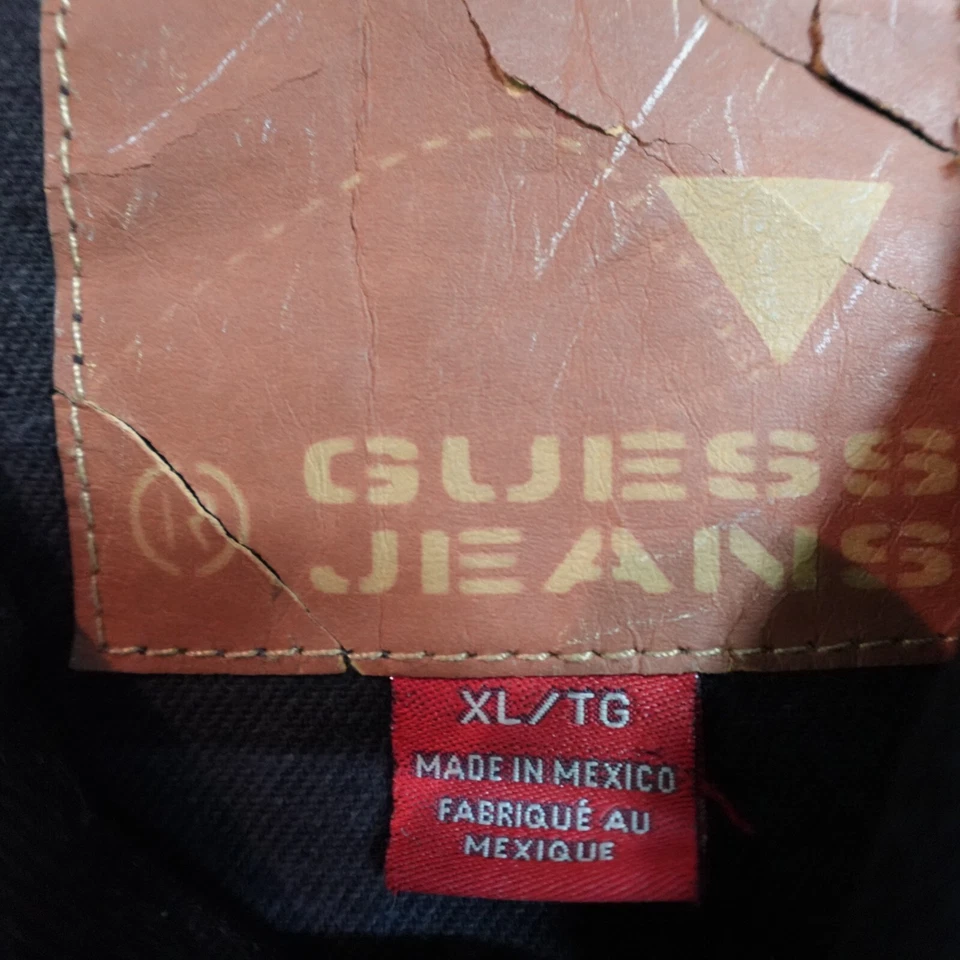 GUESS
® JEANS
XL/TG
MADE IN MEXICO
FABRIQUÉ AU
MEXIQUE